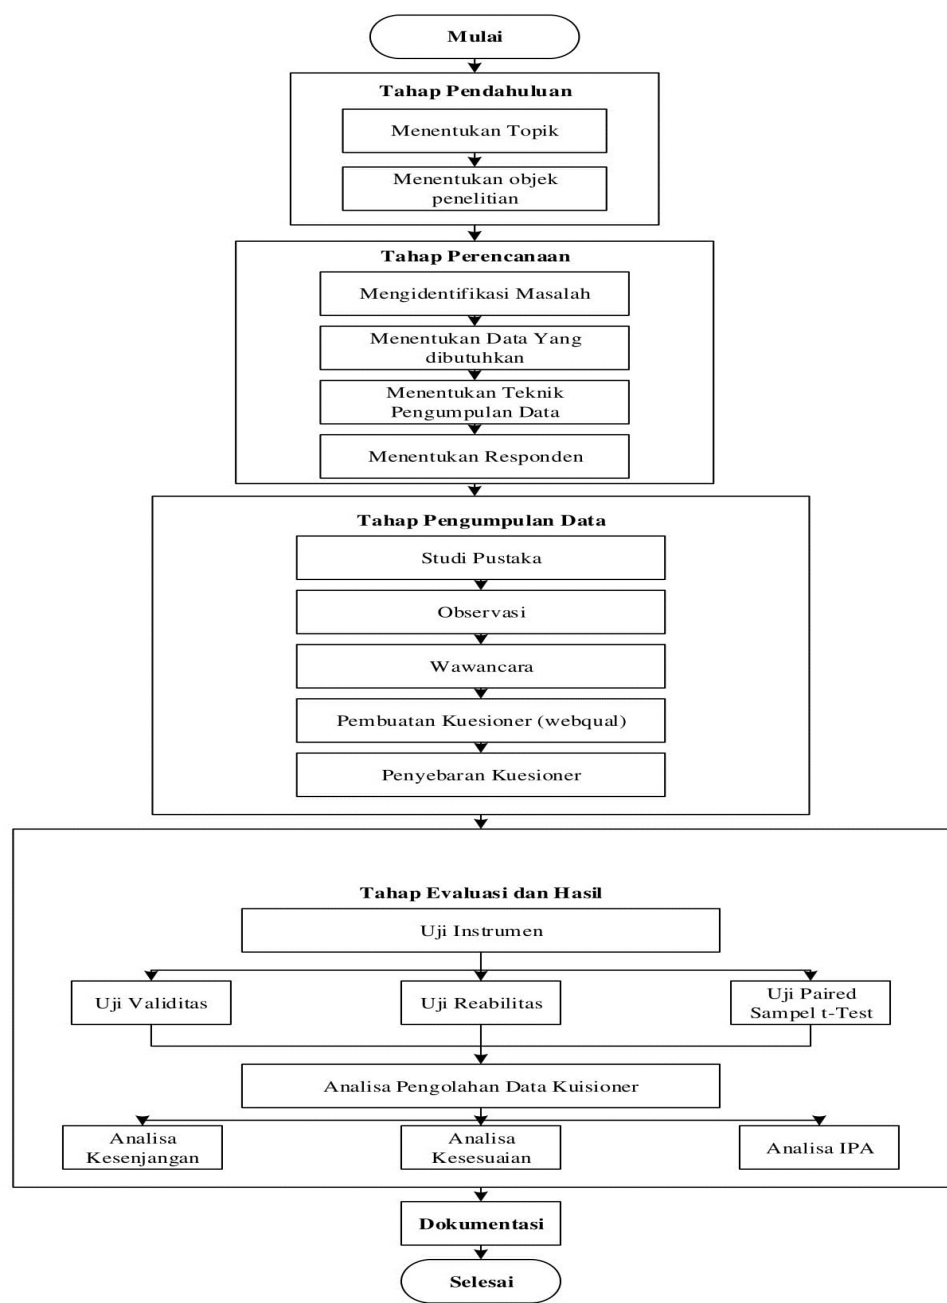 Mulai
Tahap Pendahuluan
Menentukan Topik
Menentukan objek
penelitian
Tahap Perencanaan
Mengidentifikasi Masalah
Menentukan Data Yang
dibutuhkan
Menentukan Teknik
Pengumpulan Data
Menentukan Responden
Tahap Pengumpulan Data
Studi Pustaka
Observasi
Wawancara
Pembuatan Kuesioner (webqual)
Penyebaran Kuesioner
Tahap Evaluasi dan Hasil
Uji Instrumen
Uji Validitas
Uji Reabilitas
Uji Paired
Sampel t-Test
Analisa Pengolahan Data Kuisioner
Analisa
Kesenjangan
Analisa
Kesesuaian
Analisa IPA
Dokumentasi
Selesai